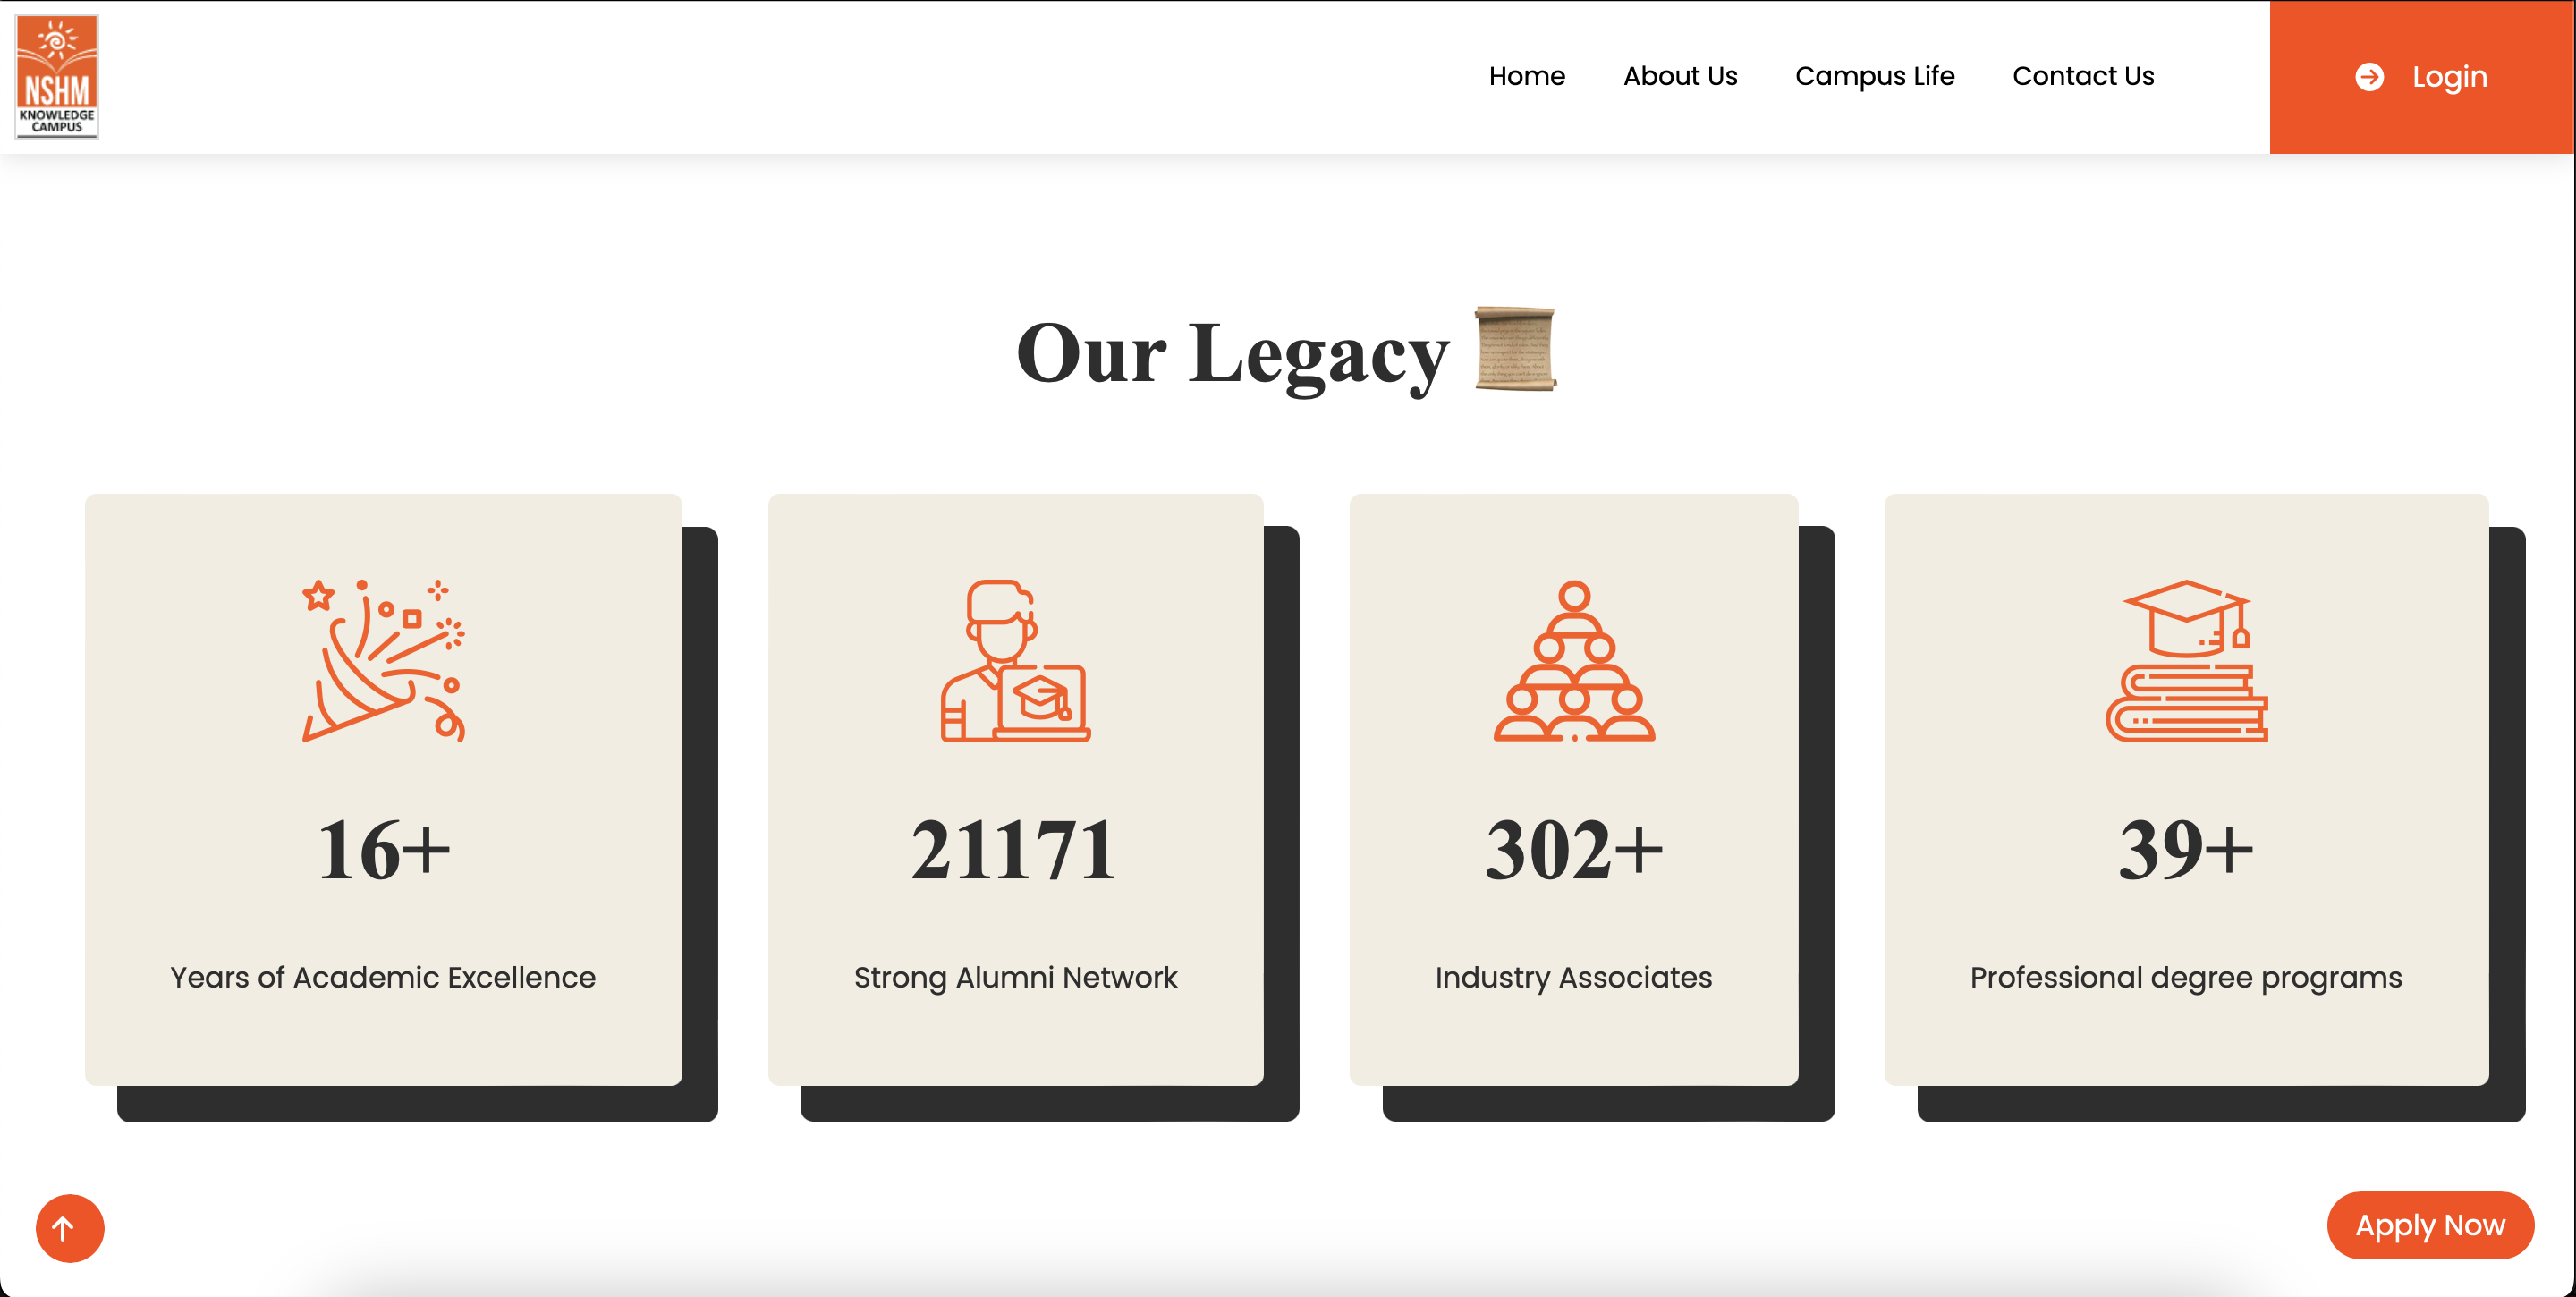 NSHM
KNOWLEDGE
CAMPUS
Home About Us Campus Life Contact Us Login
Our Legacy
16+
Years of Academic Excellence
21171
Strong Alumni Network
302+
Industry Associates
39+
Professional degree programs
Apply Now